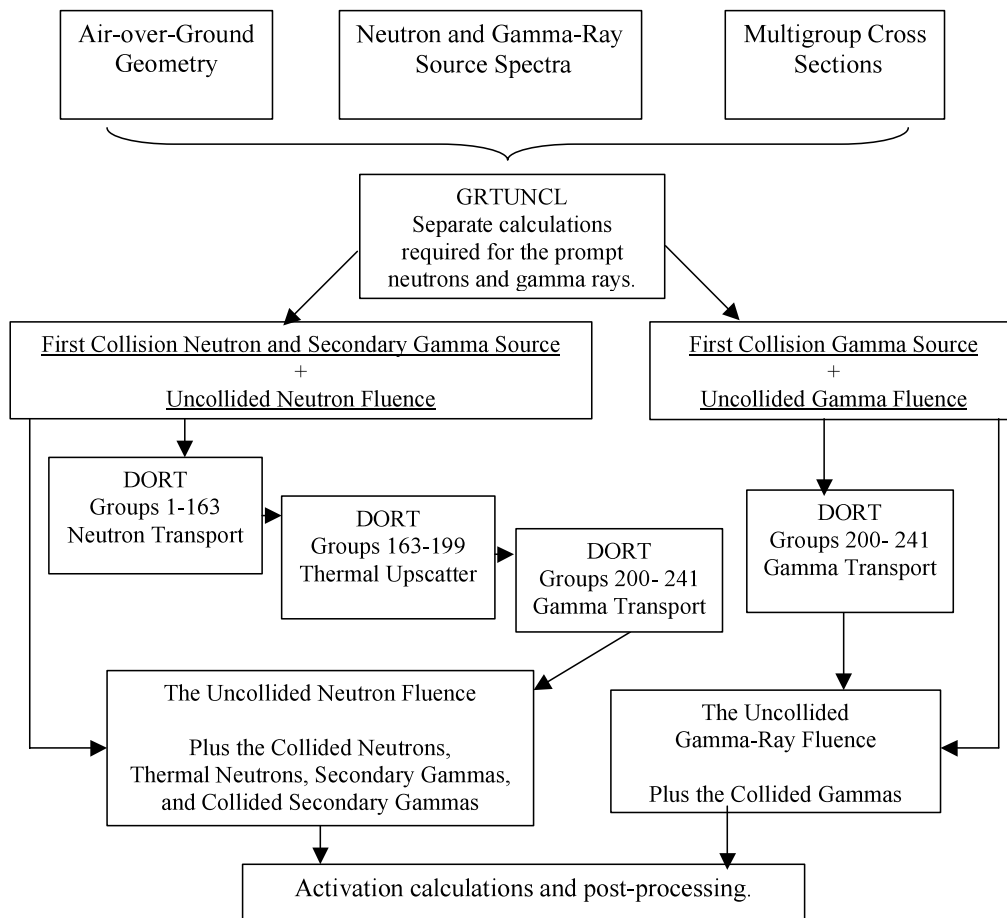 Air-over-Ground
Geometry
Neutron and Gamma-Ray
Source Spectra
Multigroup Cross
Sections
GRTUNCL
Separate calculations
required for the prompt
neutrons and gamma rays.
First Collision Neutron and Secondary Gamma Source
+
Uncollided Neutron Fluence
First Collision Gamma Source
+
Uncollided Gamma Fluence
DORT
Groups 1-163
Neutron Transport
DORT
Groups 163-199
Thermal Upscatter
DORT
Groups 200- 241
Gamma Transport
DORT
Groups 200- 241
Gamma Transport
The Uncollided Neutron Fluence
Plus the Collided Neutrons,
Thermal Neutrons, Secondary Gammas,
and Collided Secondary Gammas
The Uncollided
Gamma-Ray Fluence
Plus the Collided Gammas
Activation calculations and post-processing.